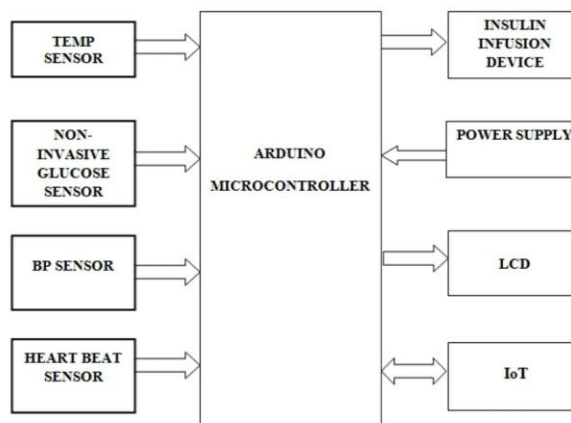 TEMP
SENSOR
NON-
INVASIVE
GLUCOSE
SENSOR
BP SENSOR
HEART BEAT
SENSOR
ARDUINO
MICROCONTROLLER
INSULIN
INFUSION
DEVICE
POWER SUPPLY
LCD
IoT